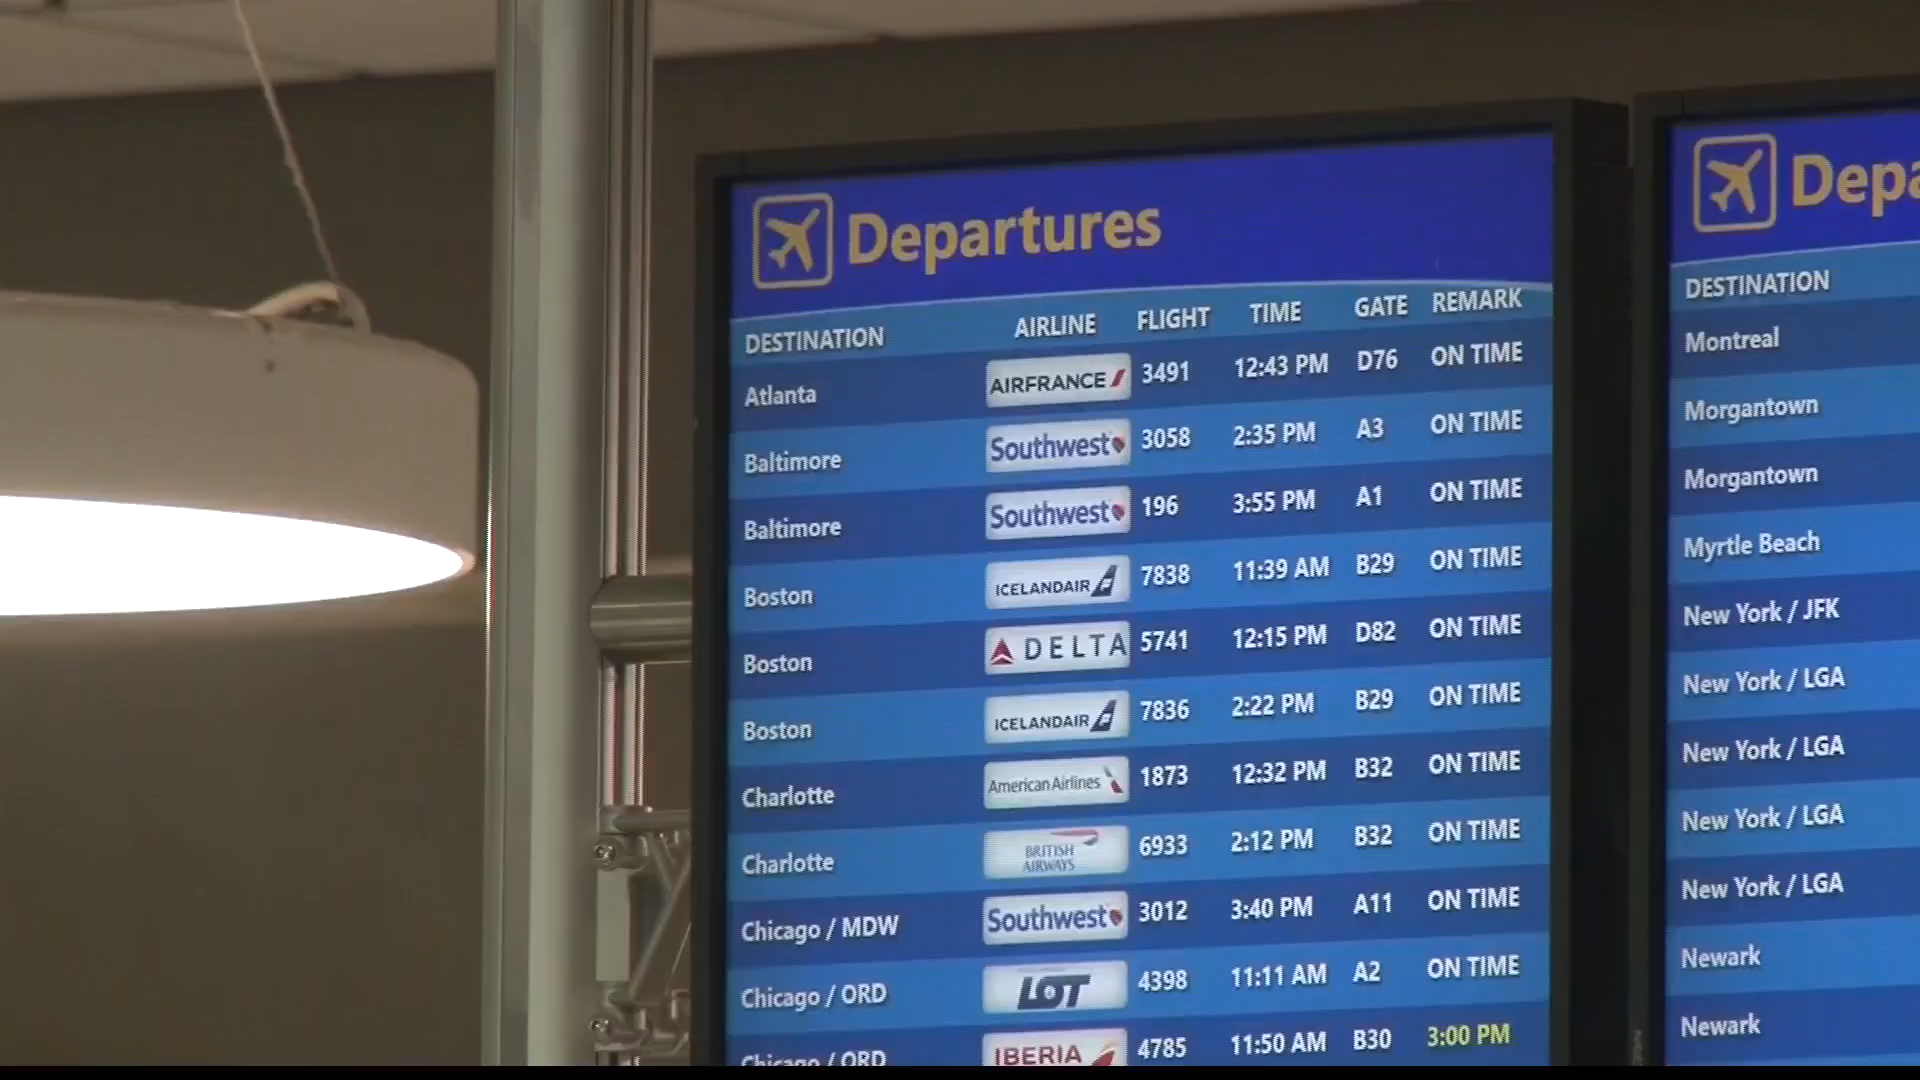 Departures
DESTINATION AIRLINE FLIGHT TIME GATE REMARK
Atlanta AIRFRANCE 3491 12:43 PM D76 ON TIME
Baltimore Southwest 3058 2:35 PM A3 ON TIME
Baltimore Southwest 196 3:55 PM A1 ON TIME
Boston ICELANDAIR 7838 11:39 AM B29 ON TIME
Boston DELTA 5741 12:15 PM D82 ON TIME
Boston ICELANDAIR 7836 2:22 PM B29 ON TIME
Charlotte American Airlines 1873 12:32 PM B32 ON TIME
Charlotte BRITISH AIRWAYS 6933 2:12 PM B32 ON TIME
Chicago / MDW Southwest 3012 3:40 PM A11 ON TIME
Chicago / ORD LOT 4398 11:11 AM A2 ON TIME
Chicago / ORD IBERIA 4785 11:50 AM B30 3:00 PM
Depa
DESTINATION
Montreal
Morgantown
Morgantown
Myrtle Beach
New York / JFK
New York / LGA
New York / LGA
New York / LGA
New York / LGA
Newark
Newark